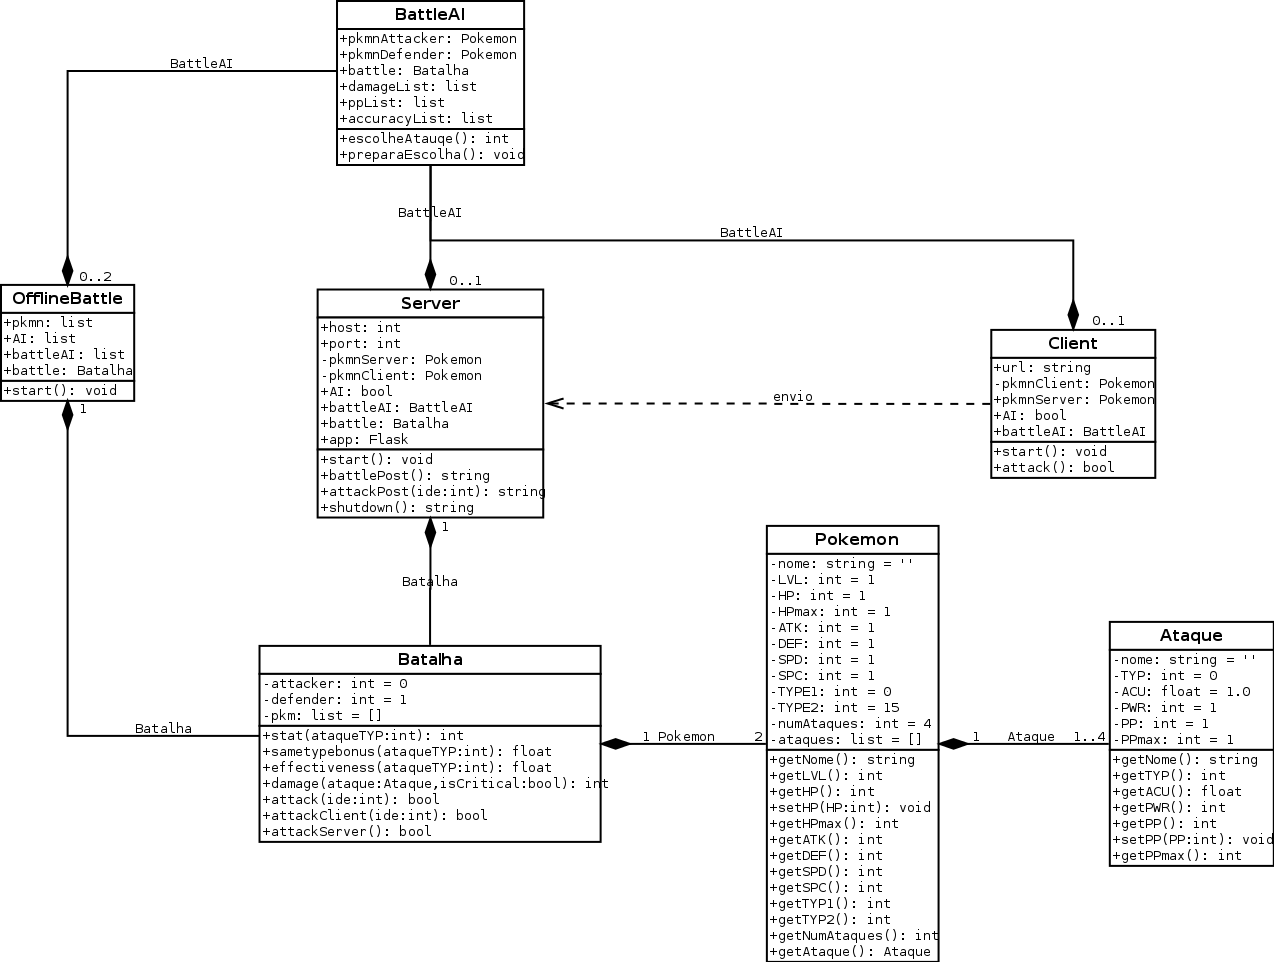 BattleAI
+pkmnAttacker: Pokemon
+pkmnDefender: Pokemon
+battle: Batalha
+damageList: list
+ppList: list
+accuracyList: list
+escolheAtauqe(): int
+preparaEscolha(): void
BattleAI
BattleAI
BattleAI
0..2
0..1
0..1
OfflineBattle
+pkmn: list
+AI: list
+battleAI: list
+battle: Batalha
+start(): void
1
Server
+host: int
+port: int
-pkmnServer: Pokemon
-pkmnClient: Pokemon
+AI: bool
+battleAI: BattleAI
+battle: Batalha
+app: Flask
+start(): void
+battlePost(): string
+attackPost(ide:int): string
+shutdown(): string
1
envio
Client
+url: string
-pkmnClient: Pokemon
+pkmnServer: Pokemon
+AI: bool
+battleAI: BattleAI
+start(): void
+attack(): bool
Batalha
Batalha
Batalha
-attacker: int = 0
-defender: int = 1
-pkm: list = []
+stat(ataqueTYP:int): int
+sametypebonus(ataqueTYP:int): float
+effectiveness(ataqueTYP:int): float
+damage(ataque:Ataque,isCritical:bool): int
+attack(ide:int): bool
+attackClient(ide:int): bool
+attackServer(): bool
1 Pokemon 2
Pokemon
-nome: string = ''
-LVL: int = 1
-HP: int = 1
-HPmax: int = 1
-ATK: int = 1
-DEF: int = 1
-SPD: int = 1
-SPC: int = 1
-TYPE1: int = 0
-TYPE2: int = 15
-numAtaques: int = 4
-ataques: list = []
+getNome(): string
+getLVL(): int
+getHP(): int
+setHP(HP:int): void
+getHPmax(): int
+getATK(): int
+getDEF(): int
+getSPD(): int
+getSPC(): int
+getTYP1(): int
+getTYP2(): int
+getNumAtaques(): int
+getAtaque(): Ataque
1 Ataque 1..4
Ataque
-nome: string = ''
-TYP: int = 0
-ACU: float = 1.0
-PWR: int = 1
-PP: int = 1
-PPmax: int = 1
+getNome(): string
+getTYP(): int
+getACU(): float
+getPWR(): int
+getPP(): int
+setPP(PP:int): void
+getPPmax(): int